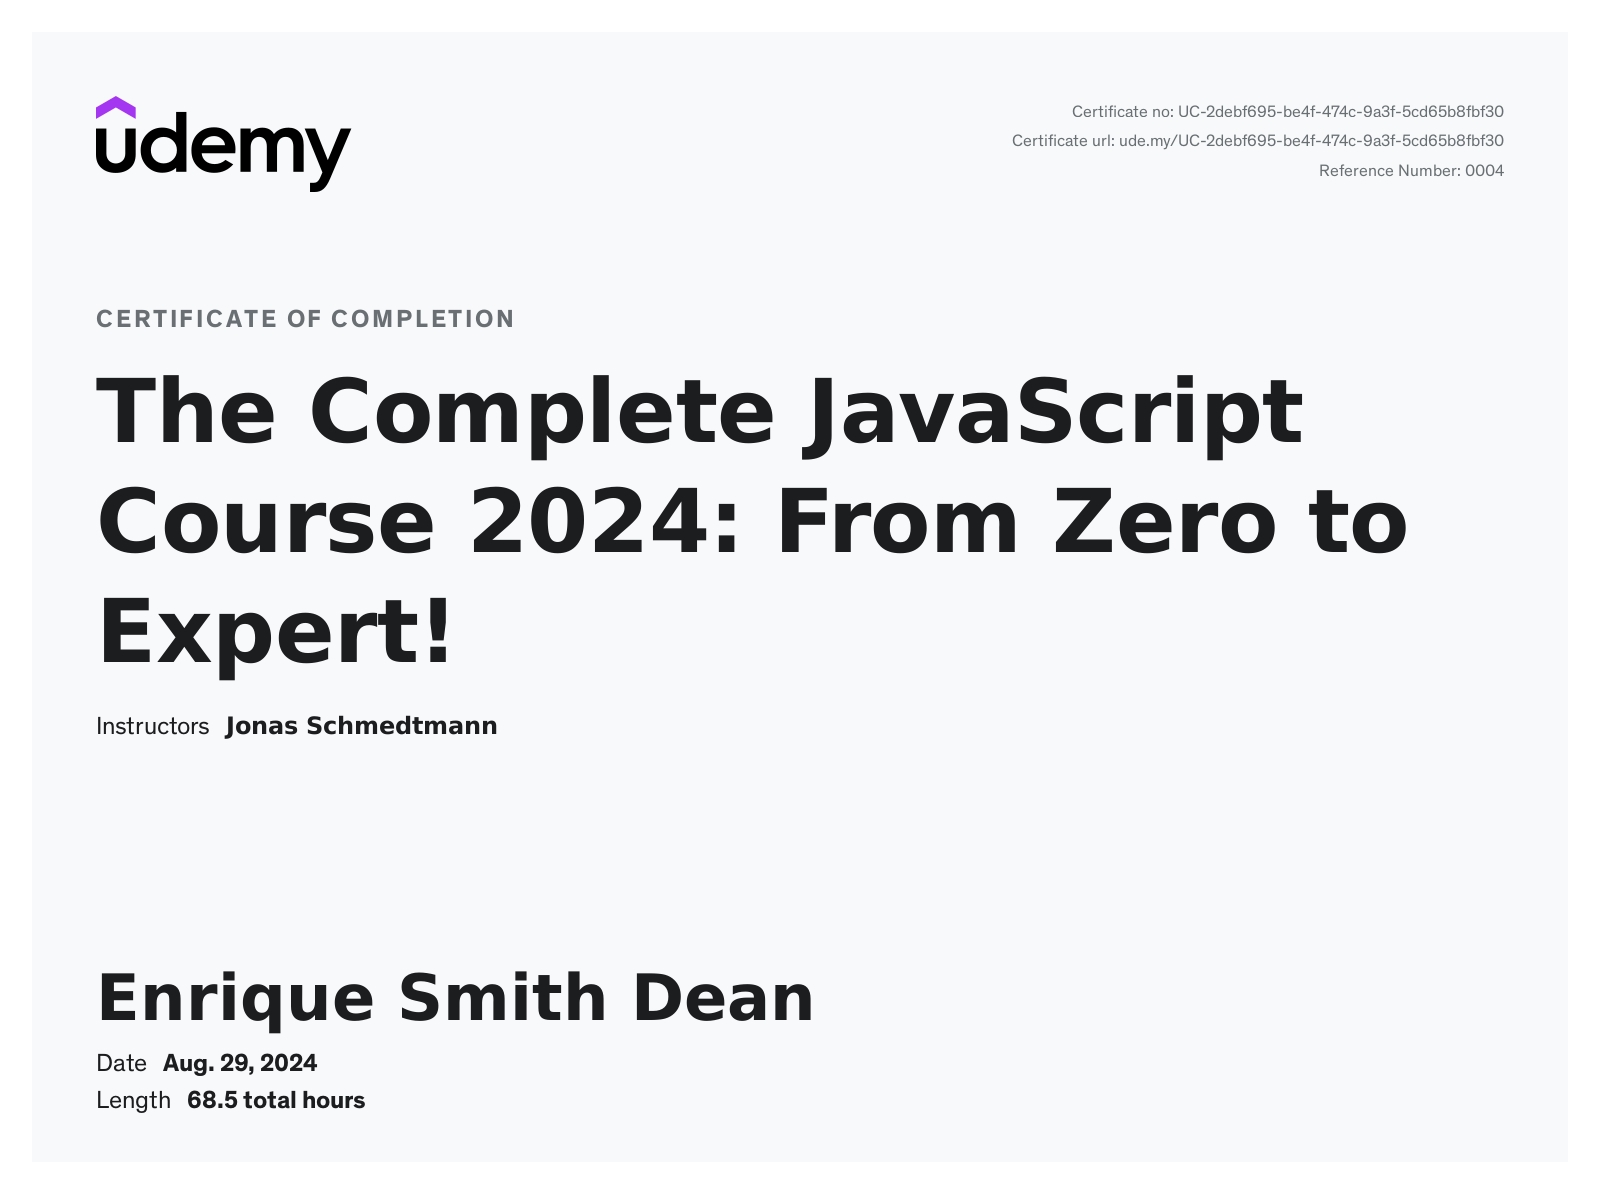 udemy
Certificate no: UC-2debf695-be4f-474c-9a3f-5cd65b8fbf30
Certificate url: ude.my/UC-2debf695-be4f-474c-9a3f-5cd65b8fbf30
Reference Number: 0004
CERTIFICATE OF COMPLETION
The Complete JavaScript
Course 2024: From Zero to
Expert!
Instructors Jonas Schmedtmann
Enrique Smith Dean
Date Aug. 29, 2024
Length 68.5 total hours